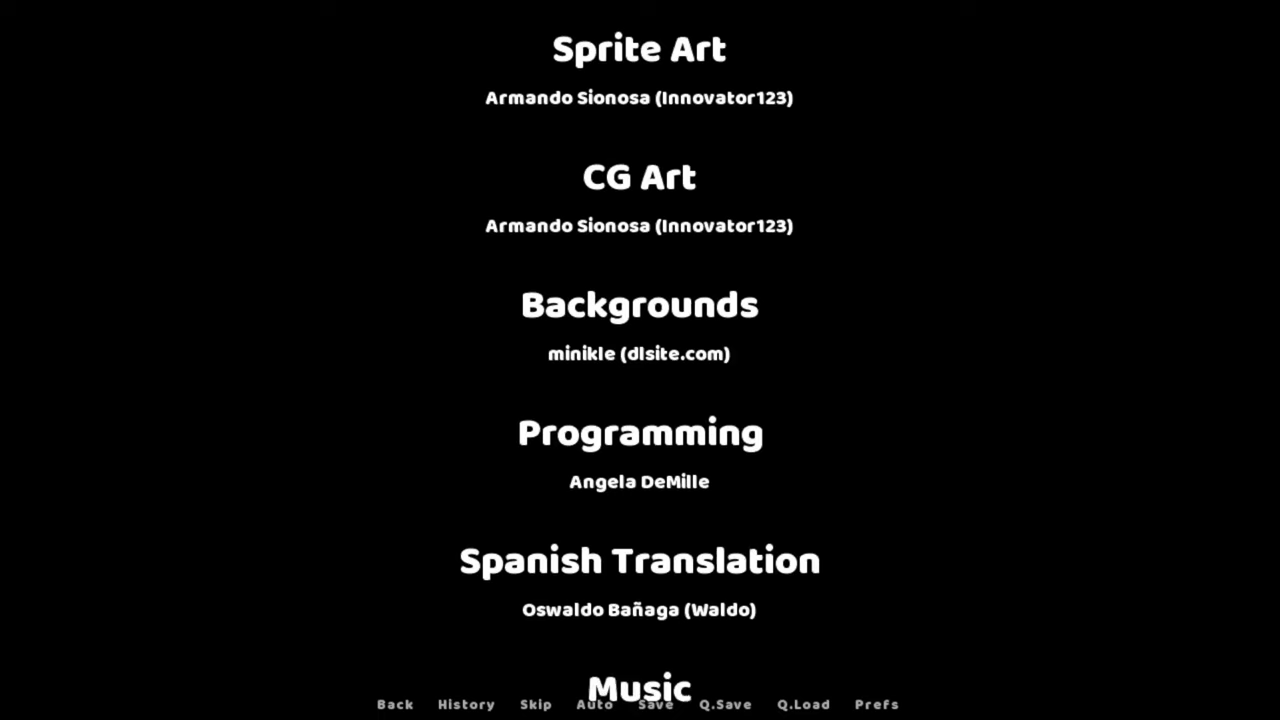 Sprite Art
Armando Sionosa (Innovator123)
CG Art
Armando Sionosa (Innovator123)
Backgrounds
minikle (dlsite.com)
Programming
Angela DeMille
Spanish Translation
Oswaldo Bañaga (Waldo)
Music
Back History Skip Auto Save Q.Save Q.Load Prefs